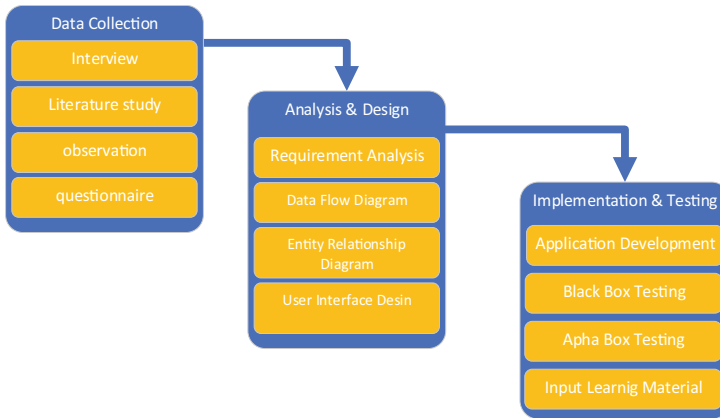 Data Collection
Interview
Literature study
observation
questionnaire
Analysis & Design
Requirement Analysis
Data Flow Diagram
Entity Relationship
Diagram
User Interface Desin
Implementation & Testing
Application Development
Black Box Testing
Apha Box Testing
Input Learnig Material